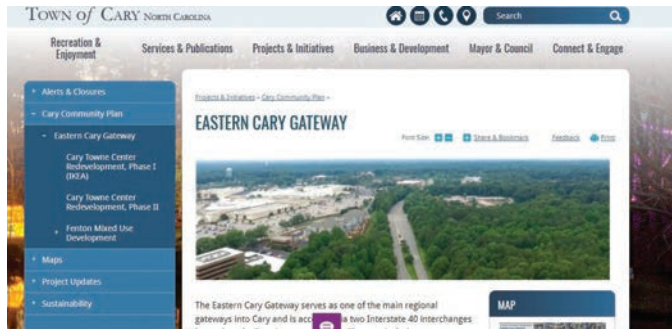 TOWN of CARY NORTH CAROLINA
Search
Recreation &
Enjoyment
Services & Publications
Projects & Initiatives
Business & Development
Mayor & Council
Connect & Engage
+ Alerts & Closures
- Cary Community Plan
- Eastern Cary Gateway
Cary Towne Center
Redevelopment, Phase I
(IKEA)
Cary Towne Center
Redevelopment, Phase II
+ Fenton Mixed Use
Development
+ Maps
+ Project Updates
+ Sustainability
Projects & Initiatives » Cary Community Plan »
EASTERN CARY GATEWAY
Font Size:
Share & Bookmark
Feedback
Print
The Eastern Cary Gateway serves as one of the main regional
gateways into Cary and is two Interstate 40 interchanges
MAP